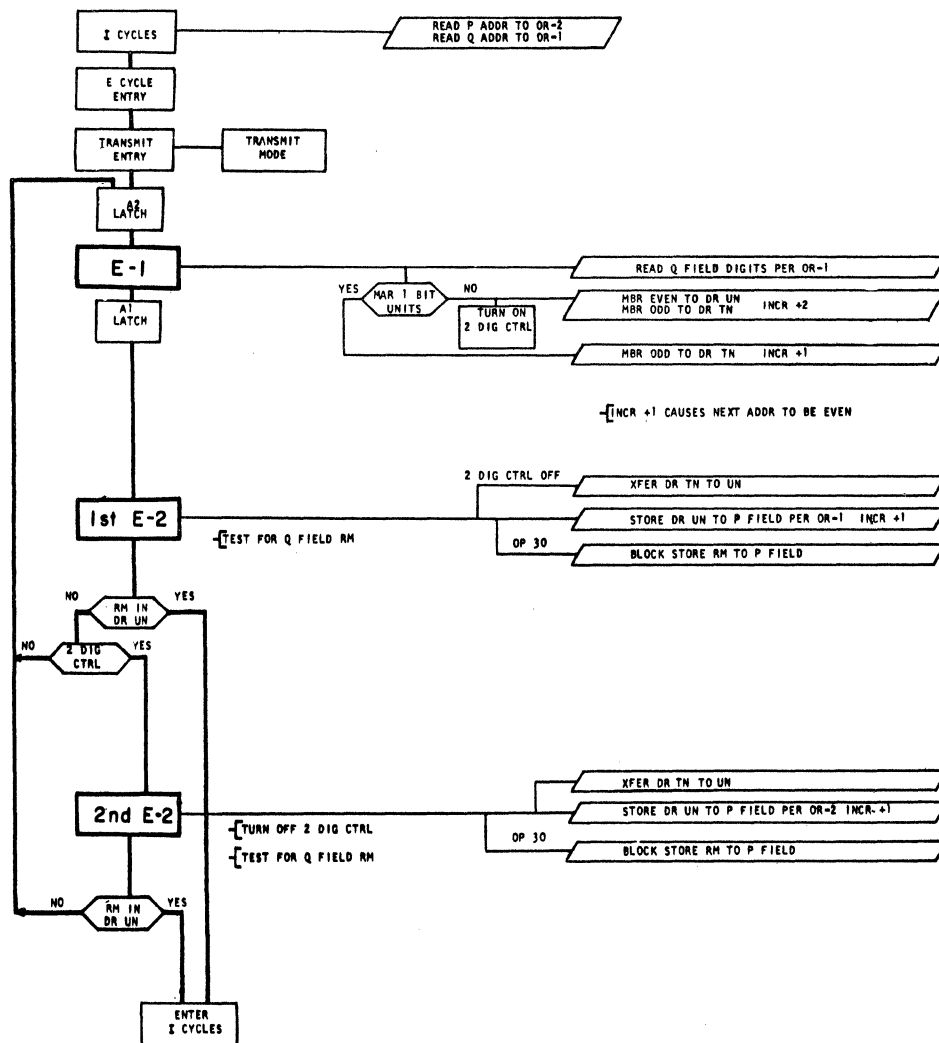 I CYCLES
READ P ADDR TO OR-2
READ Q ADDR TO OR-1
E CYCLE
ENTRY
TRANSMIT
ENTRY
TRANSMIT
MODE
A2
LATCH
E-1
READ Q FIELD DIGITS PER OR-1
YES
MAR 1 BIT
UNITS
NO
TURN ON
2 DIG CTRL
MBR EVEN TO DR UN
MBR ODD TO DR TN INCR +2
A1
LATCH
MBR ODD TO DR TN INCR +1
INCR +1 CAUSES NEXT ADDR TO BE EVEN
2 DIG CTRL OFF
XFER DR TN TO UN
1st E-2
STORE DR UN TO P FIELD PER OR-1 INCR +1
TEST FOR Q FIELD RM
OP 30
BLOCK STORE RM TO P FIELD
NO
RM IN
DR UN
YES
NO
2 DIG
CTRL
YES
XFER DR TN TO UN
2nd E-2
STORE DR UN TO P FIELD PER OR-2 INCR +1
TURN OFF 2 DIG CTRL
OP 30
TEST FOR Q FIELD RM
BLOCK STORE RM TO P FIELD
NO
RM IN
DR UN
YES
ENTER
I CYCLES